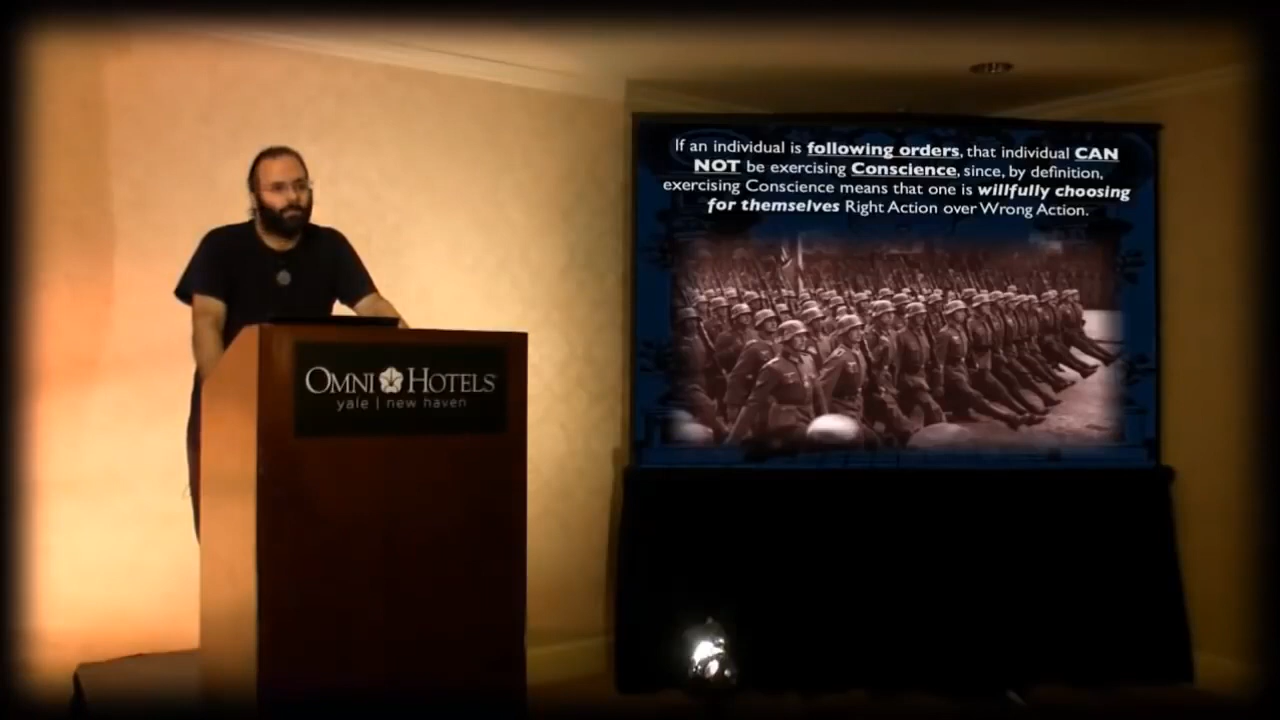 If an individual is following orders, that individual CAN
NOT be exercising Conscience, since, by definition,
exercising Conscience means that one is willfully choosing
for themselves Right Action over Wrong Action.
OMNI HOTELS
yale | new haven